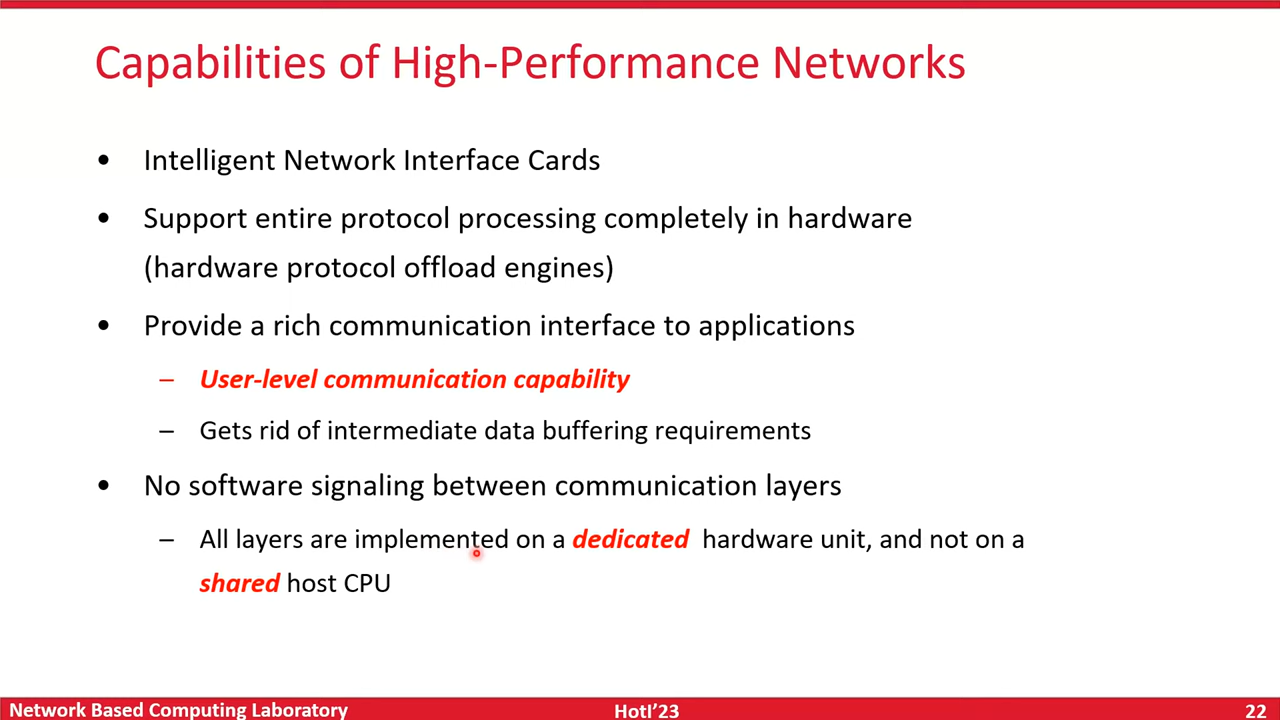 Capabilities of High-Performance Networks
• Intelligent Network Interface Cards
• Support entire protocol processing completely in hardware
(hardware protocol offload engines)
• Provide a rich communication interface to applications
– User-level communication capability
– Gets rid of intermediate data buffering requirements
• No software signaling between communication layers
– All layers are implemented on a dedicated hardware unit, and not on a
shared host CPU
Network Based Computing Laboratory
HotI’23
22